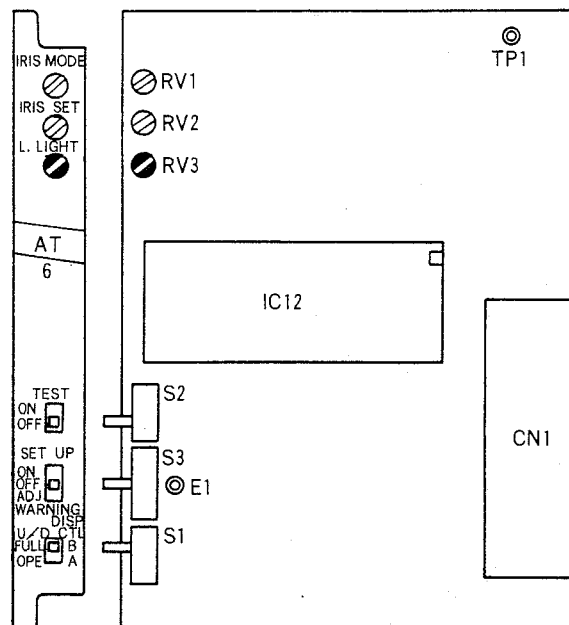 IRIS MODE
IRIS SET
L. LIGHT
AT
6
TEST
ON
OFF
SET UP
ON
OFF
ADJ
WARNING
DISP
U/D CTL
FULL B
OPE A
RV1
RV2
RV3
TP1
IC12
S2
S3
E1
S1
CN1